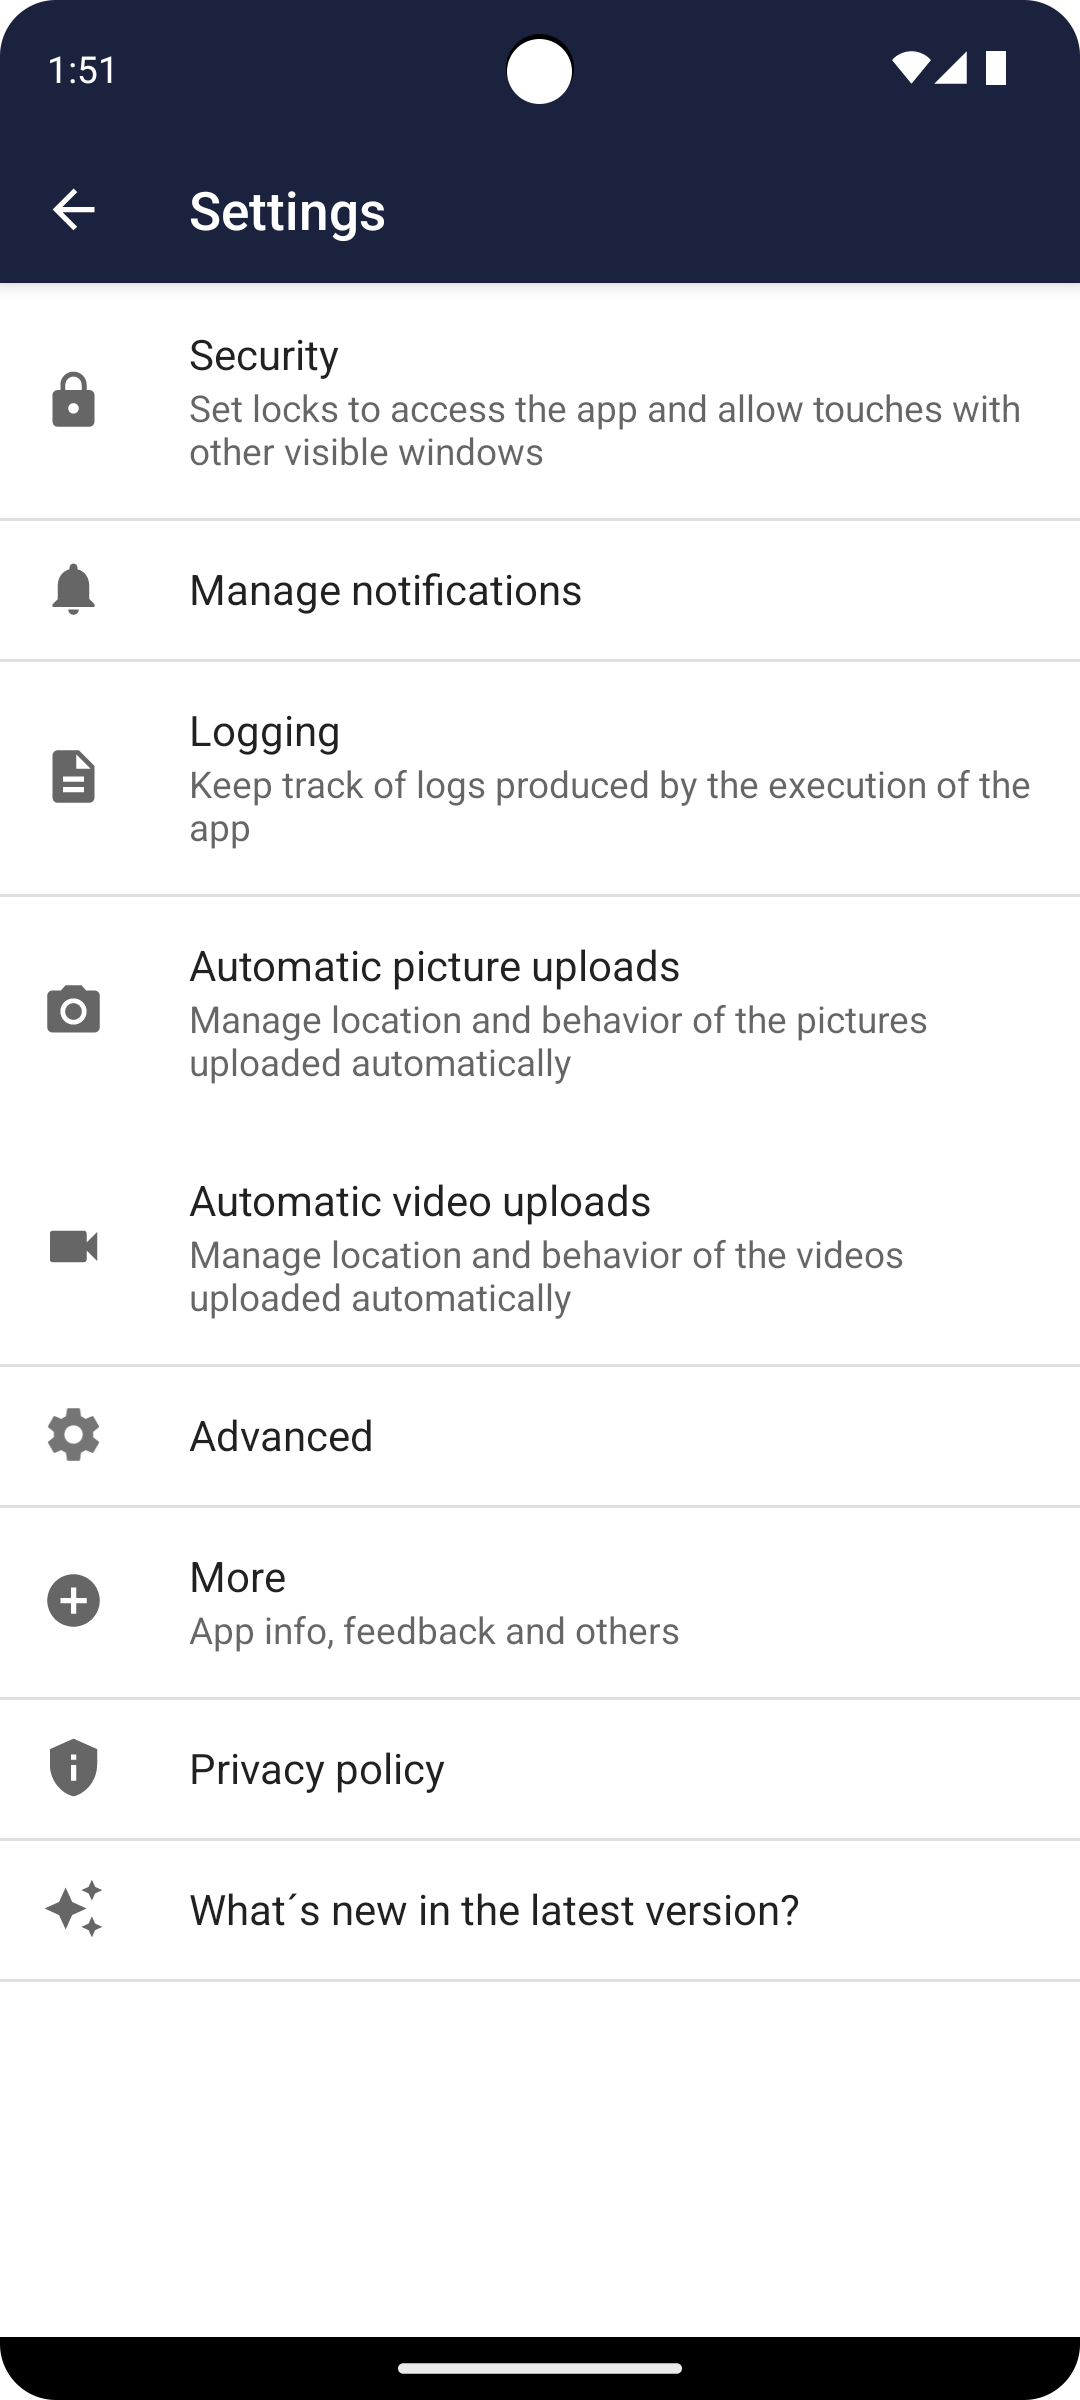 1:51
Settings
Security
Set locks to access the app and allow touches with
other visible windows
Manage notifications
Logging
Keep track of logs produced by the execution of the
app
Automatic picture uploads
Manage location and behavior of the pictures
uploaded automatically
Automatic video uploads
Manage location and behavior of the videos
uploaded automatically
Advanced
More
App info, feedback and others
Privacy policy
What´s new in the latest version?